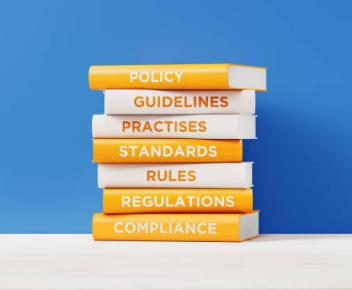 POLICY
GUIDELINES
PRACTISES
STANDARDS
RULES
REGULATIONS
COMPLIANCE